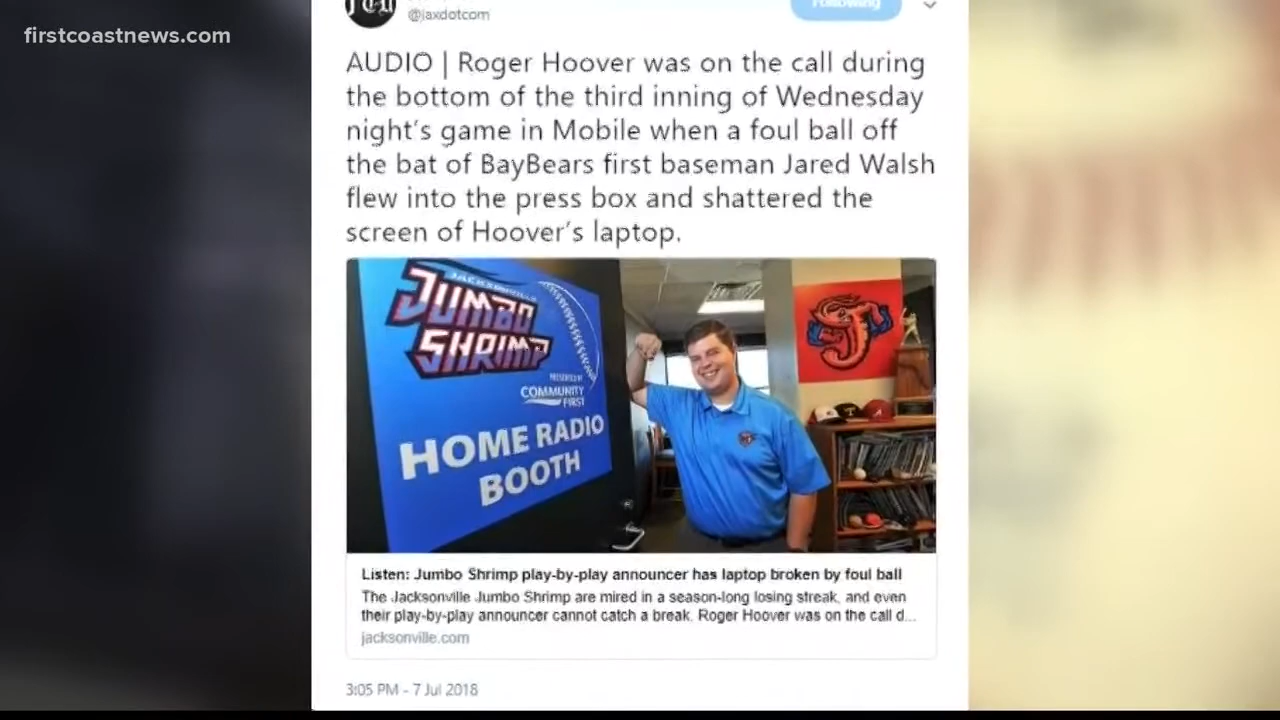 firstcoastnews.com
@jaxdotcom
Following
AUDIO | Roger Hoover was on the call during
the bottom of the third inning of Wednesday
night's game in Mobile when a foul ball off
the bat of BayBears first baseman Jared Walsh
flew into the press box and shattered the
screen of Hoover's laptop.
JACKSONVILLE
JUMBO
SHRIMP
PRESENTED BY
COMMUNITY
FIRST
HOME RADIO
BOOTH
Listen: Jumbo Shrimp play-by-play announcer has laptop broken by foul ball
The Jacksonville Jumbo Shrimp are mired in a season-long losing streak, and even
their play-by-play announcer cannot catch a break. Roger Hoover was on the call d...
jacksonville.com
3:05 PM - 7 Jul 2018